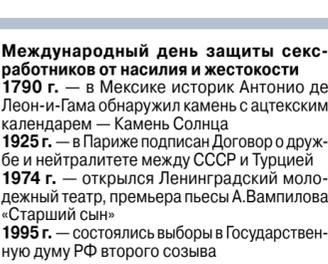 Международный день защиты секс-
работников от насилия и жестокости
1790 г. — в Мексике историк Антонио де
Леон-и-Гама обнаружил камень с ацтекским
календарем — Камень Солнца
1925 г. — в Париже подписан Договор о друж-
бе и нейтралитете между СССР и Турцией
1974 г. — открылся Ленинградский моло-
дежный театр, премьера пьесы А.Вампилова
«Старший сын»
1995 г. — состоялись выборы в Государствен-
ную думу РФ второго созыва